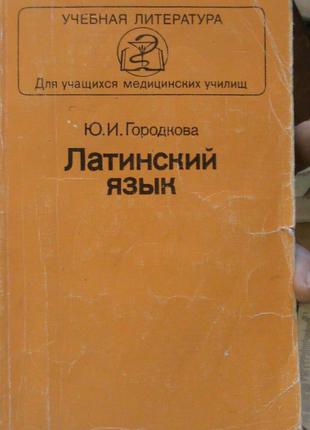 УЧЕБНАЯ ЛИТЕРАТУРА
Для учащихся медицинских училищ
Ю.И.Городкова
Латинский
язык